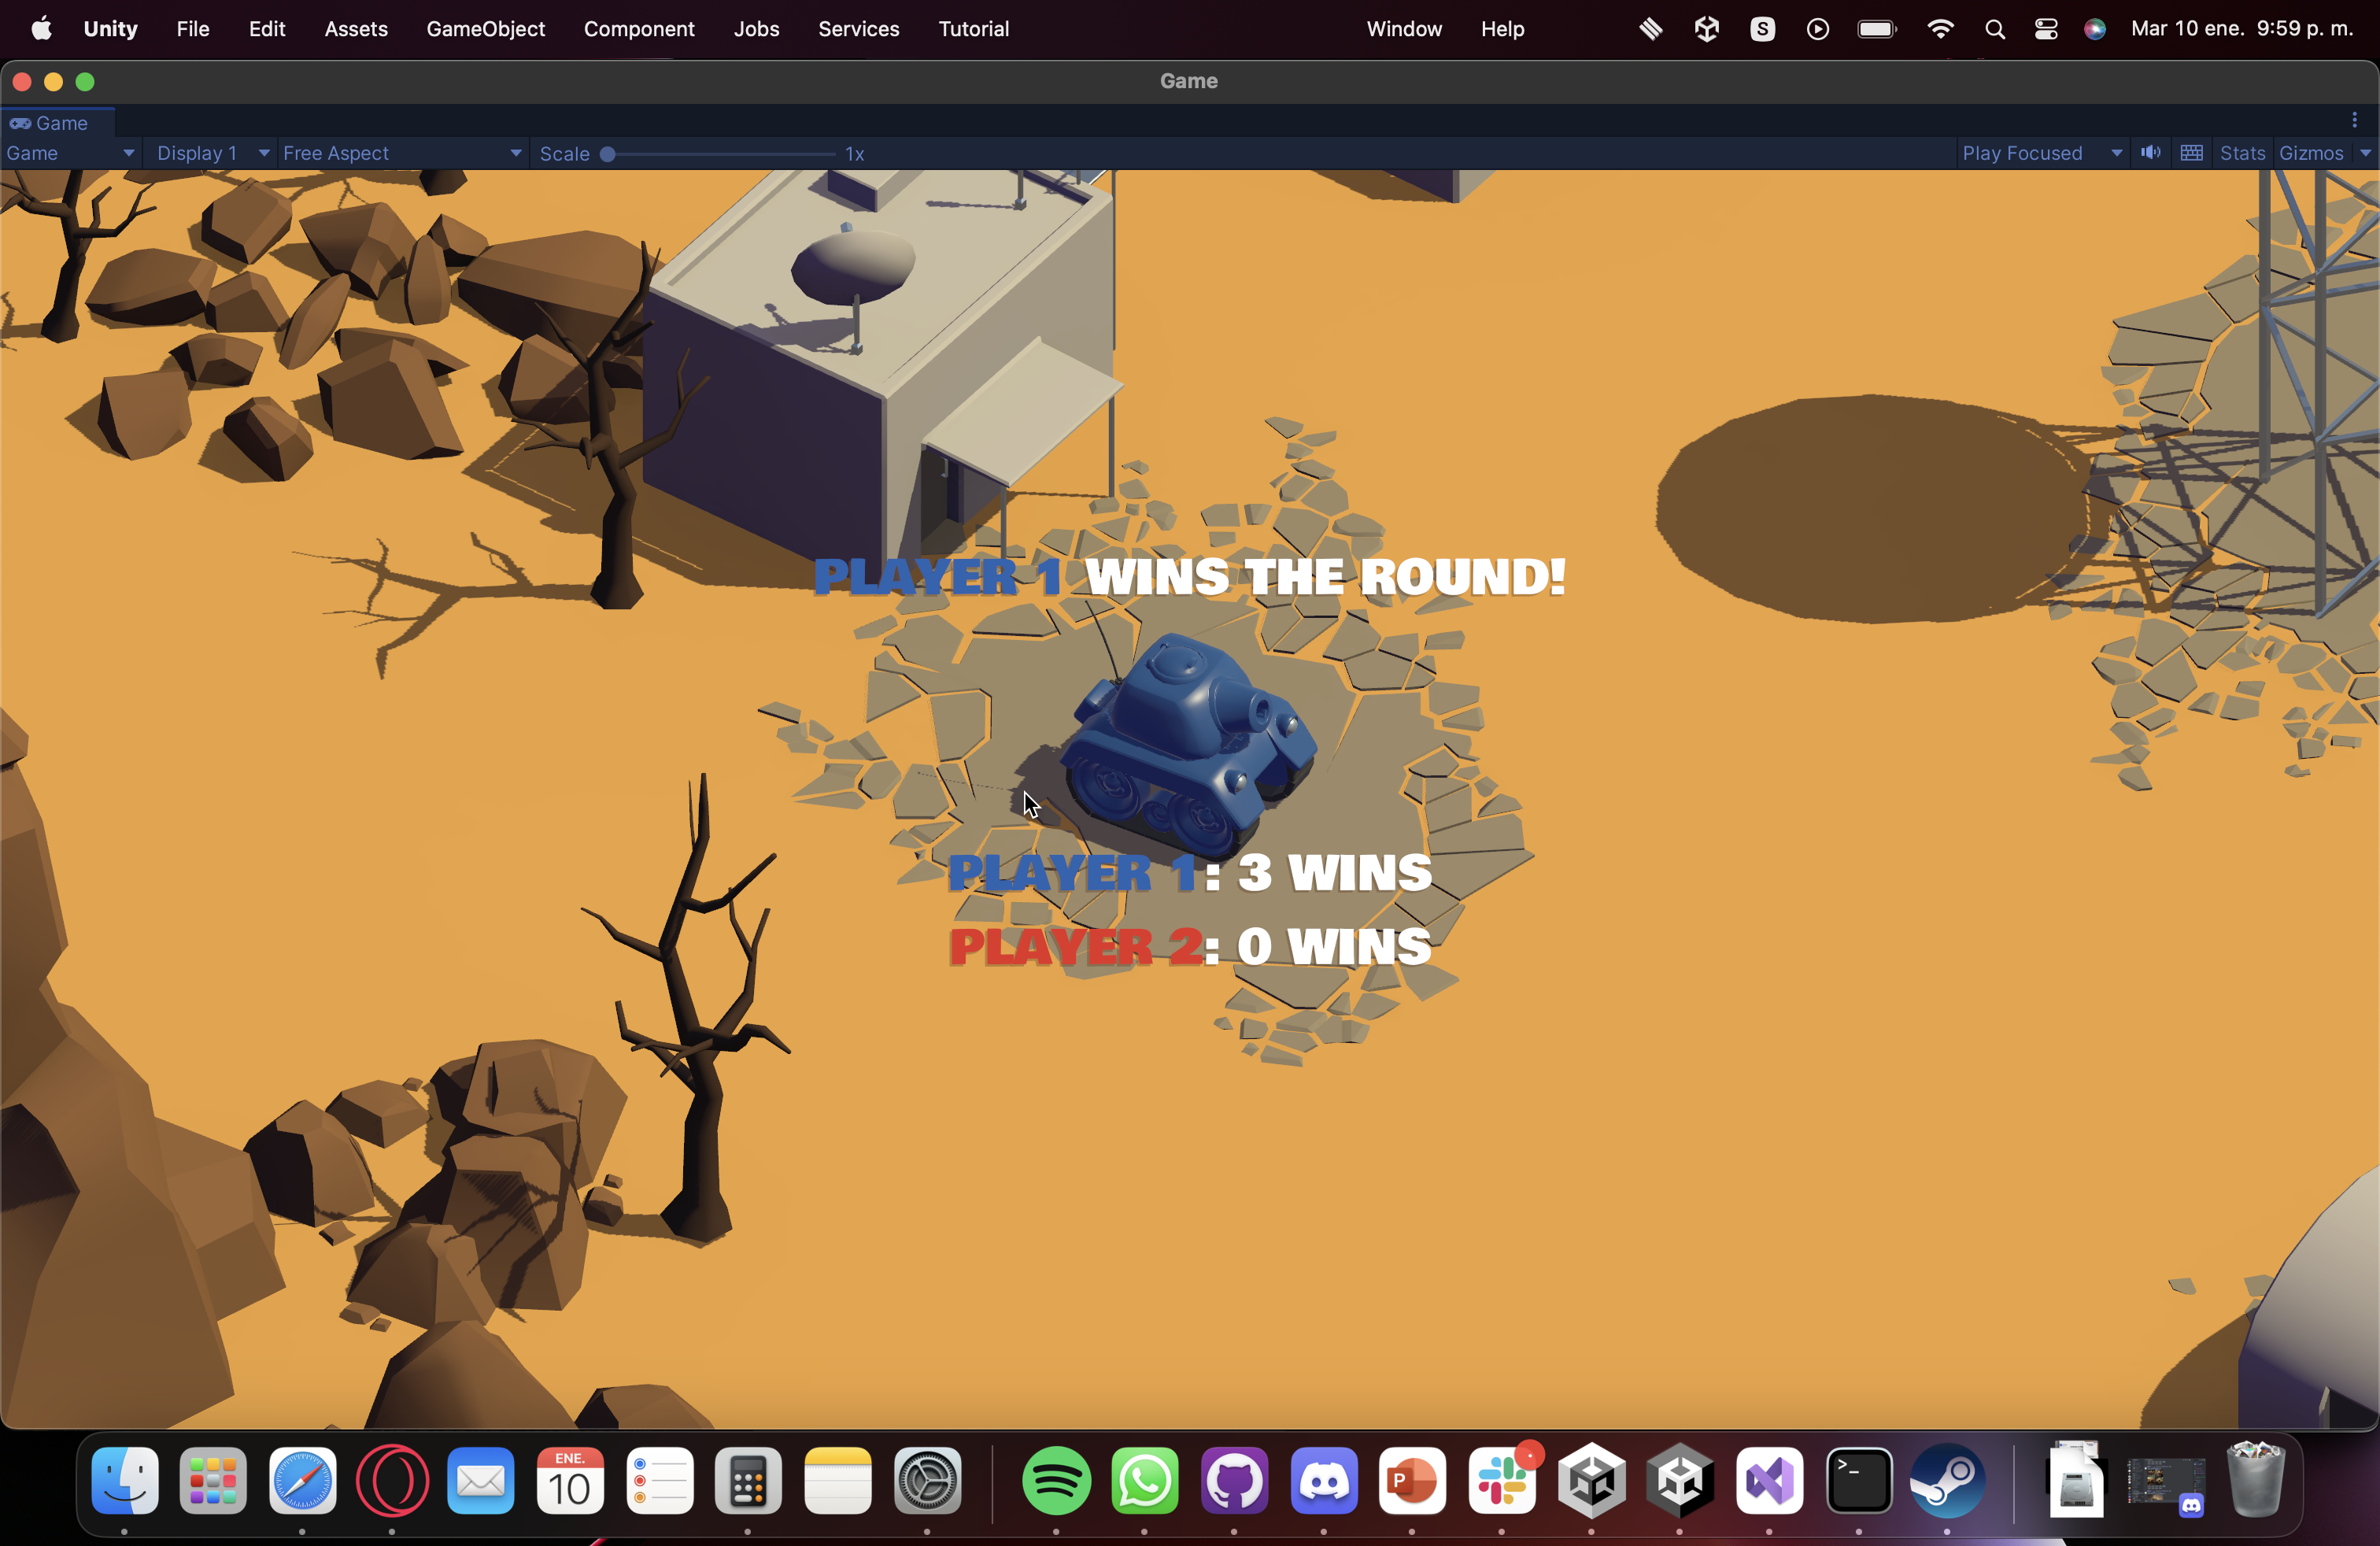 Unity File Edit Assets GameObject Component Jobs Services Tutorial Window Help S Mar 10 ene. 9:59 p. m.
Game
Game
Game Display 1 Free Aspect Scale 1x Play Focused Stats Gizmos
PLAYER 1 WINS THE ROUND!
PLAYER 1: 3 WINS
PLAYER 2: 0 WINS
ENE.
10
P
>_